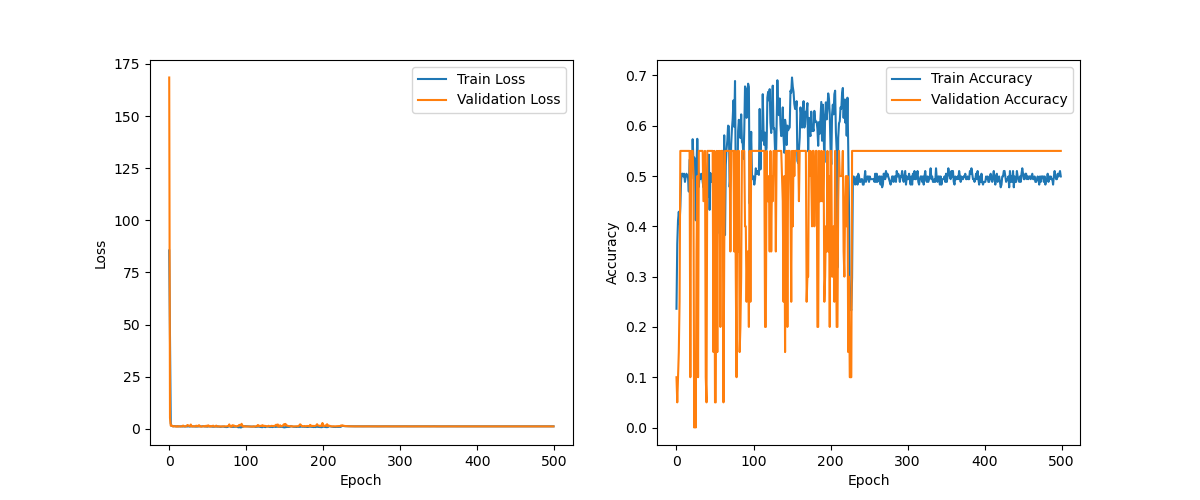 175
150
125
100
75
50
25
0
Loss
0 100 200 300 400 500
Epoch
Train Loss
Validation Loss
0.7
0.6
0.5
0.4
0.3
0.2
0.1
0.0
Accuracy
0 100 200 300 400 500
Epoch
Train Accuracy
Validation Accuracy